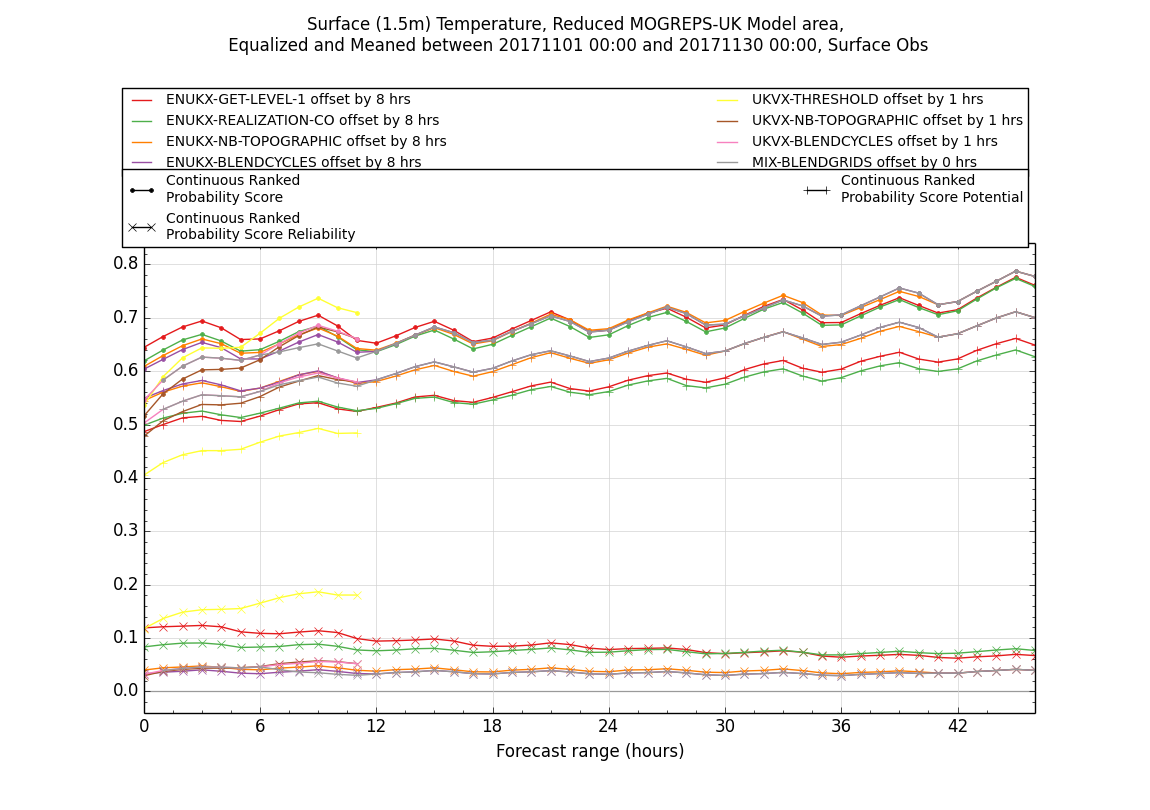 Surface (1.5m) Temperature, Reduced MOGREPS-UK Model area,
Equalized and Meaned between 20171101 00:00 and 20171130 00:00, Surface Obs
ENUKX-GET-LEVEL-1 offset by 8 hrs
ENUKX-REALIZATION-CO offset by 8 hrs
ENUKX-NB-TOPOGRAPHIC offset by 8 hrs
ENUKX-BLENDCYCLES offset by 8 hrs
UKVX-THRESHOLD offset by 1 hrs
UKVX-NB-TOPOGRAPHIC offset by 1 hrs
UKVX-BLENDCYCLES offset by 1 hrs
MIX-BLENDGRIDS offset by 0 hrs
Continuous Ranked
Probability Score
Continuous Ranked
Probability Score Reliability
Continuous Ranked
Probability Score Potential
0.8
0.7
0.6
0.5
0.4
0.3
0.2
0.1
0.0
0 6 12 18 24 30 36 42
Forecast range (hours)